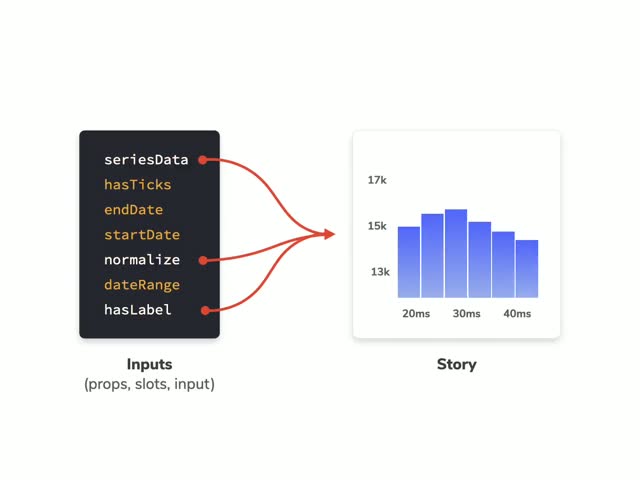 seriesData
hasTicks
endDate
startDate
normalize
dateRange
hasLabel
Inputs
(props, slots, input)
17k
15k
13k
20ms 30ms 40ms
Story